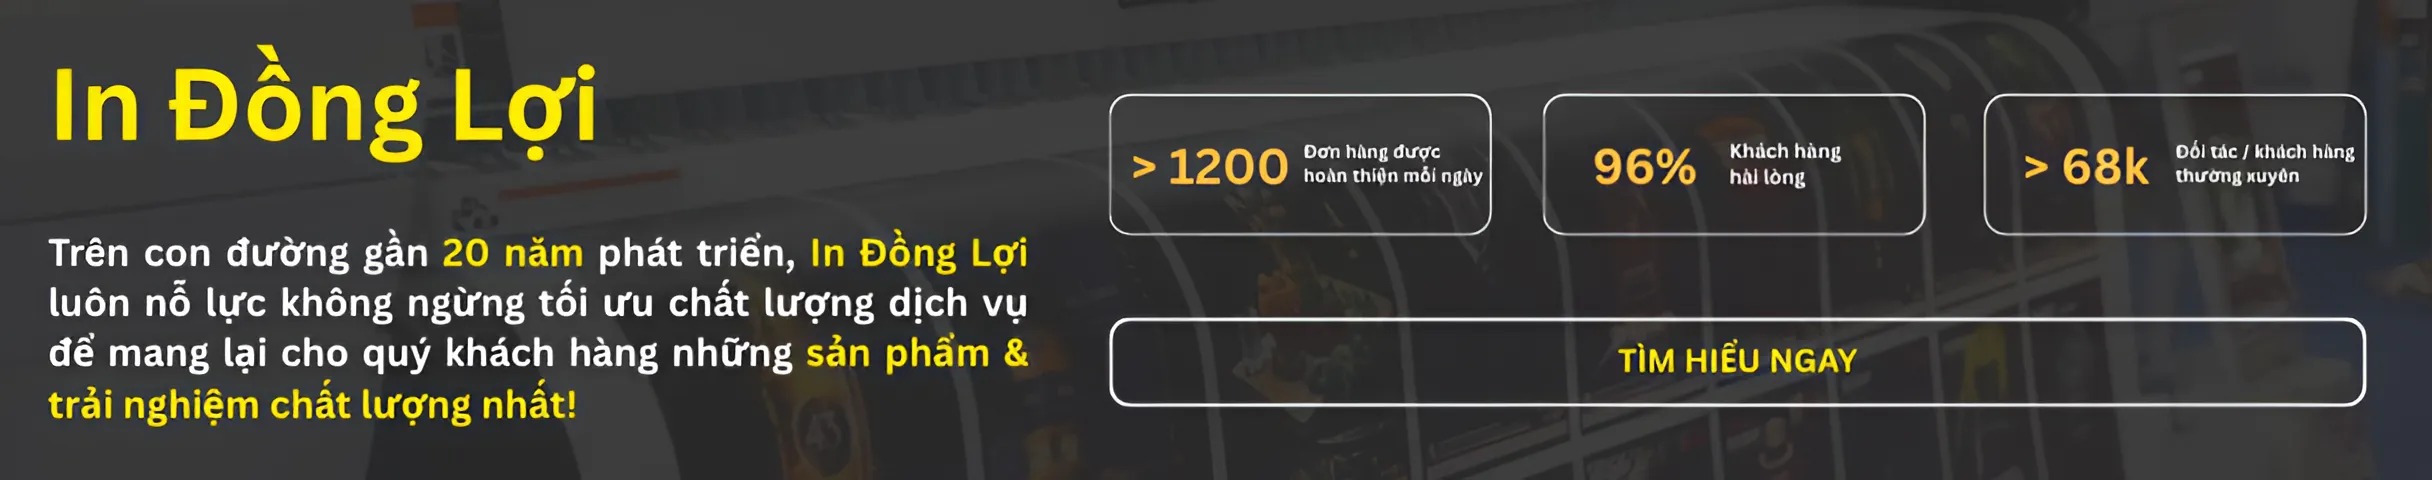 In Đồng Lợi
Trên con đường gần 20 năm phát triển, In Đồng Lợi
luôn nỗ lực không ngừng tối ưu chất lượng dịch vụ
để mang lại cho quý khách hàng những sản phẩm &
trải nghiệm chất lượng nhất!
> 1200
Đơn hàng được
hoàn thiện mỗi ngày
96%
Khách hàng
hài lòng
> 68k
Đối tác / khách hàng
thường xuyên
TÌM HIỂU NGAY